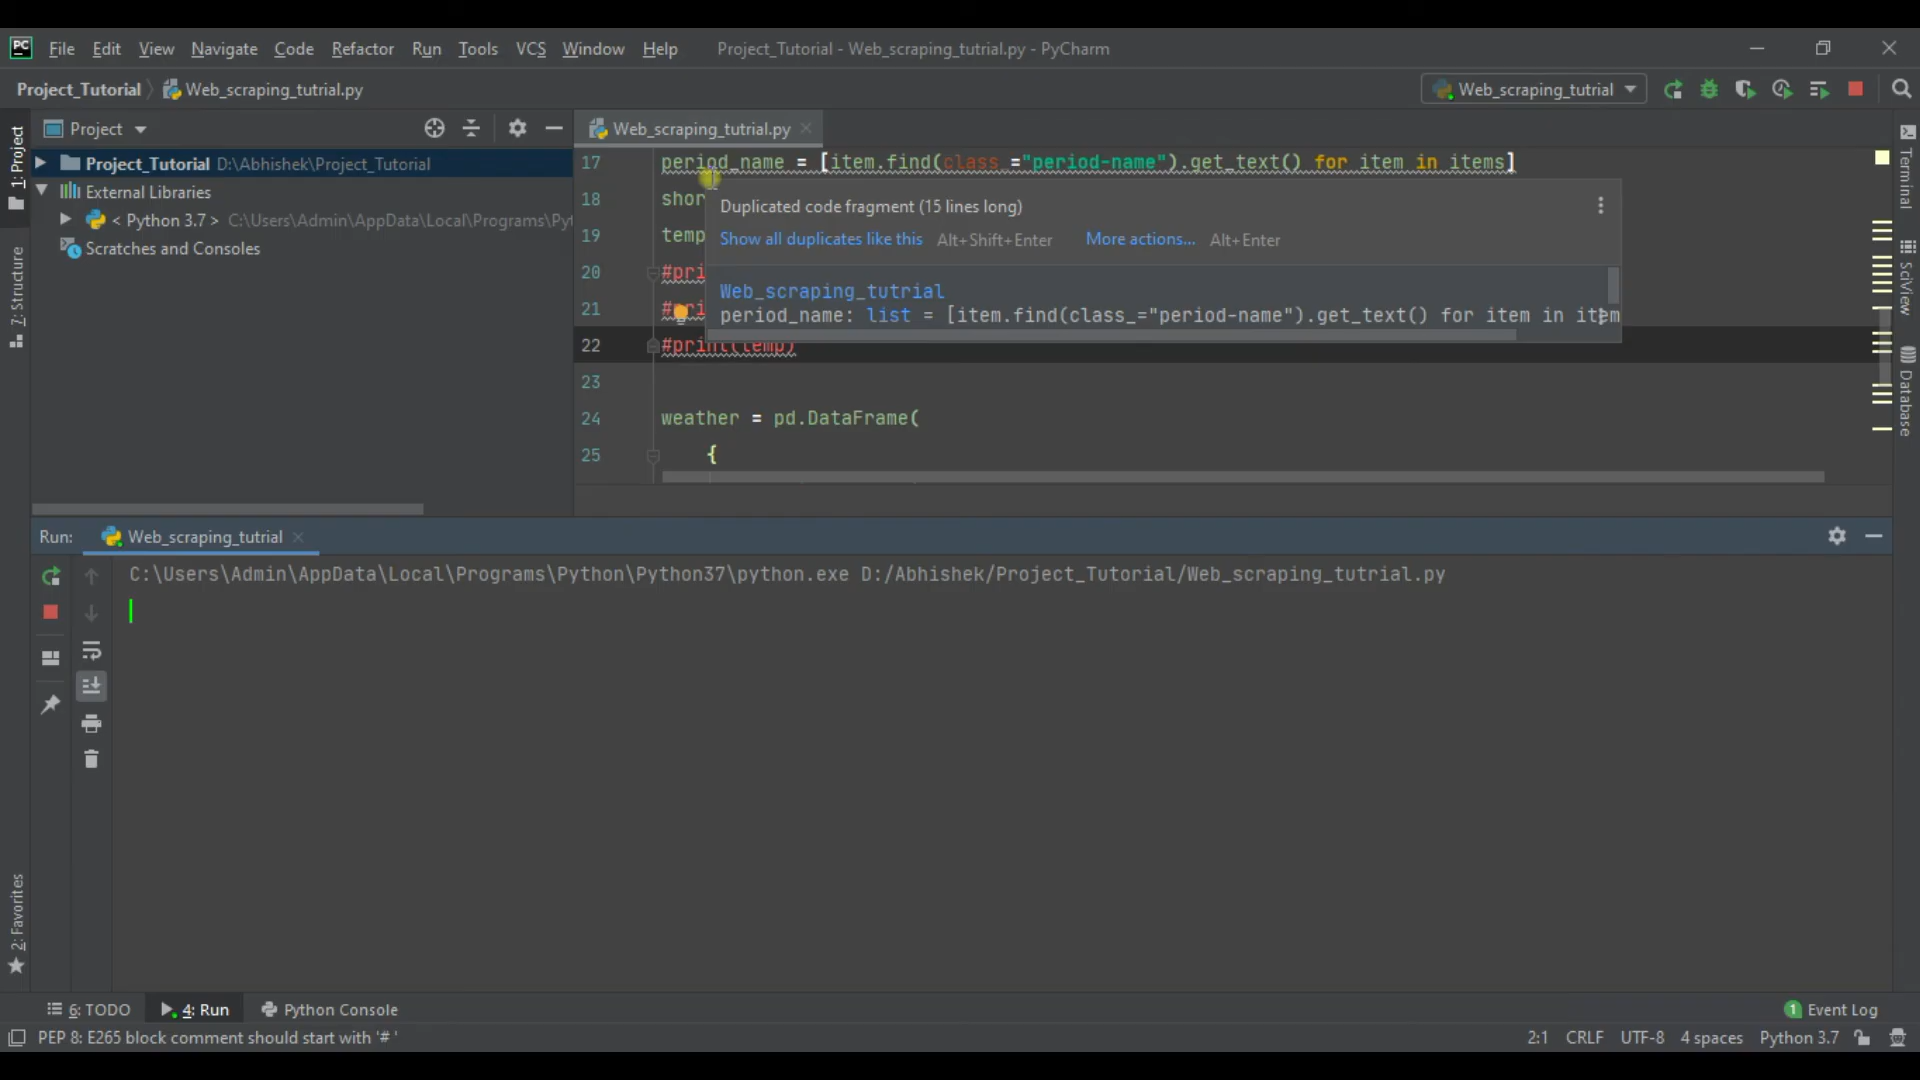 PC File Edit View Navigate Code Refactor Run Tools VCS Window Help Project_Tutorial - Web_scraping_tutrial.py - PyCharm
Project_Tutorial Web_scraping_tutrial.py Web_scraping_tutrial
1: Project
Project
Web_scraping_tutrial.py
Project_Tutorial D:\Abhishek\Project_Tutorial
External Libraries
< Python 3.7 > C:\Users\Admin\AppData\Local\Programs\Pyt
Scratches and Consoles
7: Structure
17 period_name = [item.find(class_="period-name").get_text() for item in items]
18 shor
19 temp
20 #pri
21 #pri
22 #print(temp)
23
24 weather = pd.DataFrame(
25 {
Duplicated code fragment (15 lines long)
Show all duplicates like this Alt+Shift+Enter More actions... Alt+Enter
Web_scraping_tutrial
period_name: list = [item.find(class_="period-name").get_text() for item in item
Terminal
SciView
Database
Run: Web_scraping_tutrial
C:\Users\Admin\AppData\Local\Programs\Python\Python37\python.exe D:/Abhishek/Project_Tutorial/Web_scraping_tutrial.py
2: Favorites
6: TODO 4: Run Python Console 1 Event Log
PEP 8: E265 block comment should start with '# ' 2:1 CRLF UTF-8 4 spaces Python 3.7